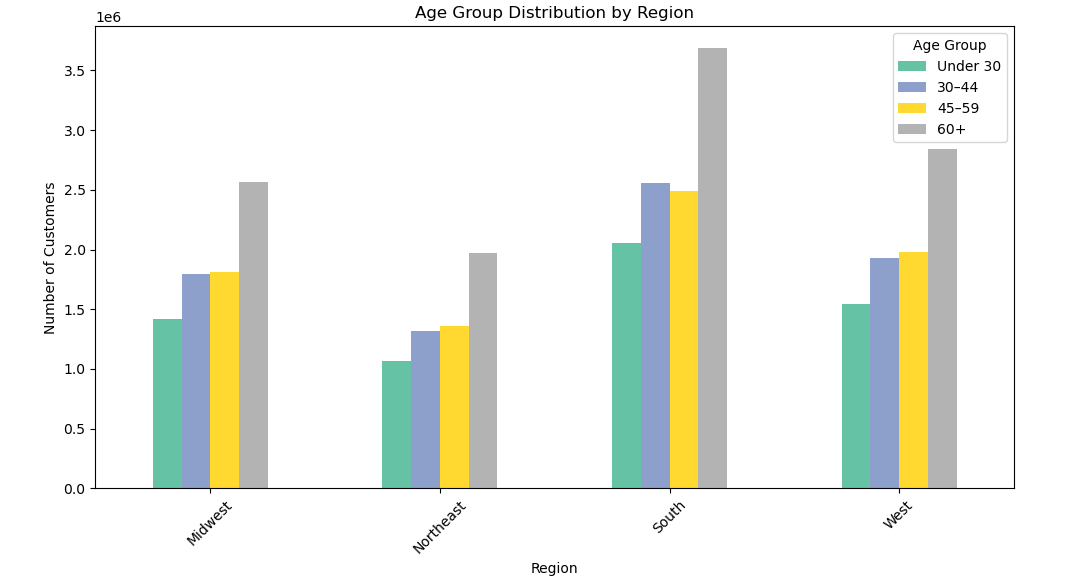 Age Group Distribution by Region
1e6
3.5
3.0
2.5
2.0
1.5
1.0
0.5
0.0
Number of Customers
Age Group
Under 30
30–44
45–59
60+
Midwest
Northeast
South
West
Region